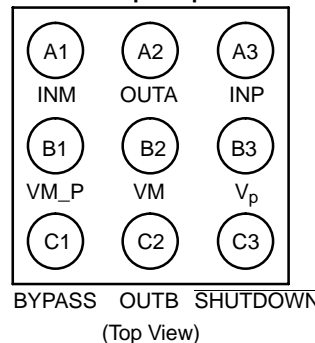 A1 A2 A3
INM OUTA INP
B1 B2 B3
VM_P VM Vp
C1 C2 C3
BYPASS OUTB SHUTDOWN
(Top View)